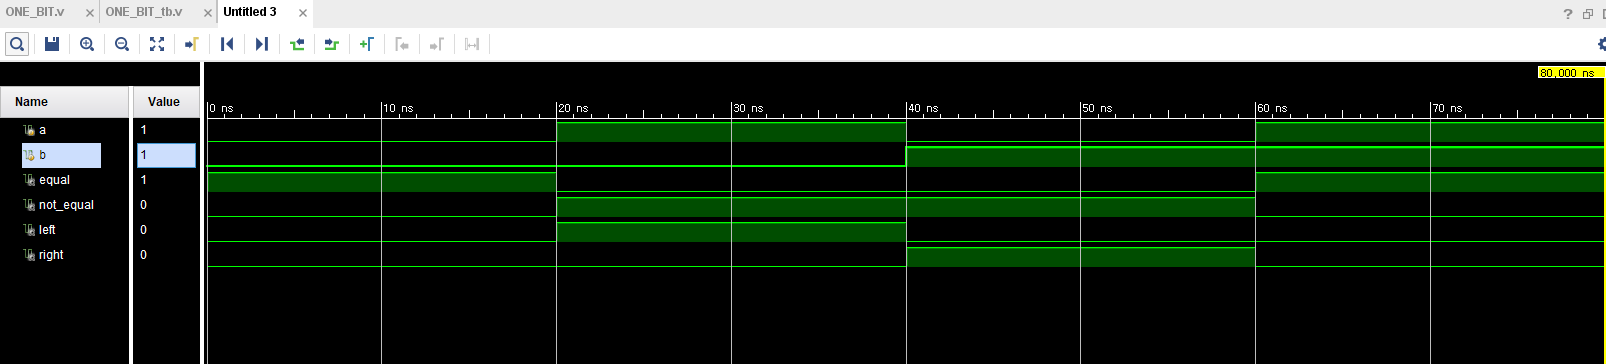 ONE_BIT.v × ONE_BIT_tb.v × Untitled 3 ×
?
80,000 ns
Name Value 0 ns 10 ns 20 ns 30 ns 40 ns 50 ns 60 ns 70 ns
a 1
b 1
equal 1
not_equal 0
left 0
right 0